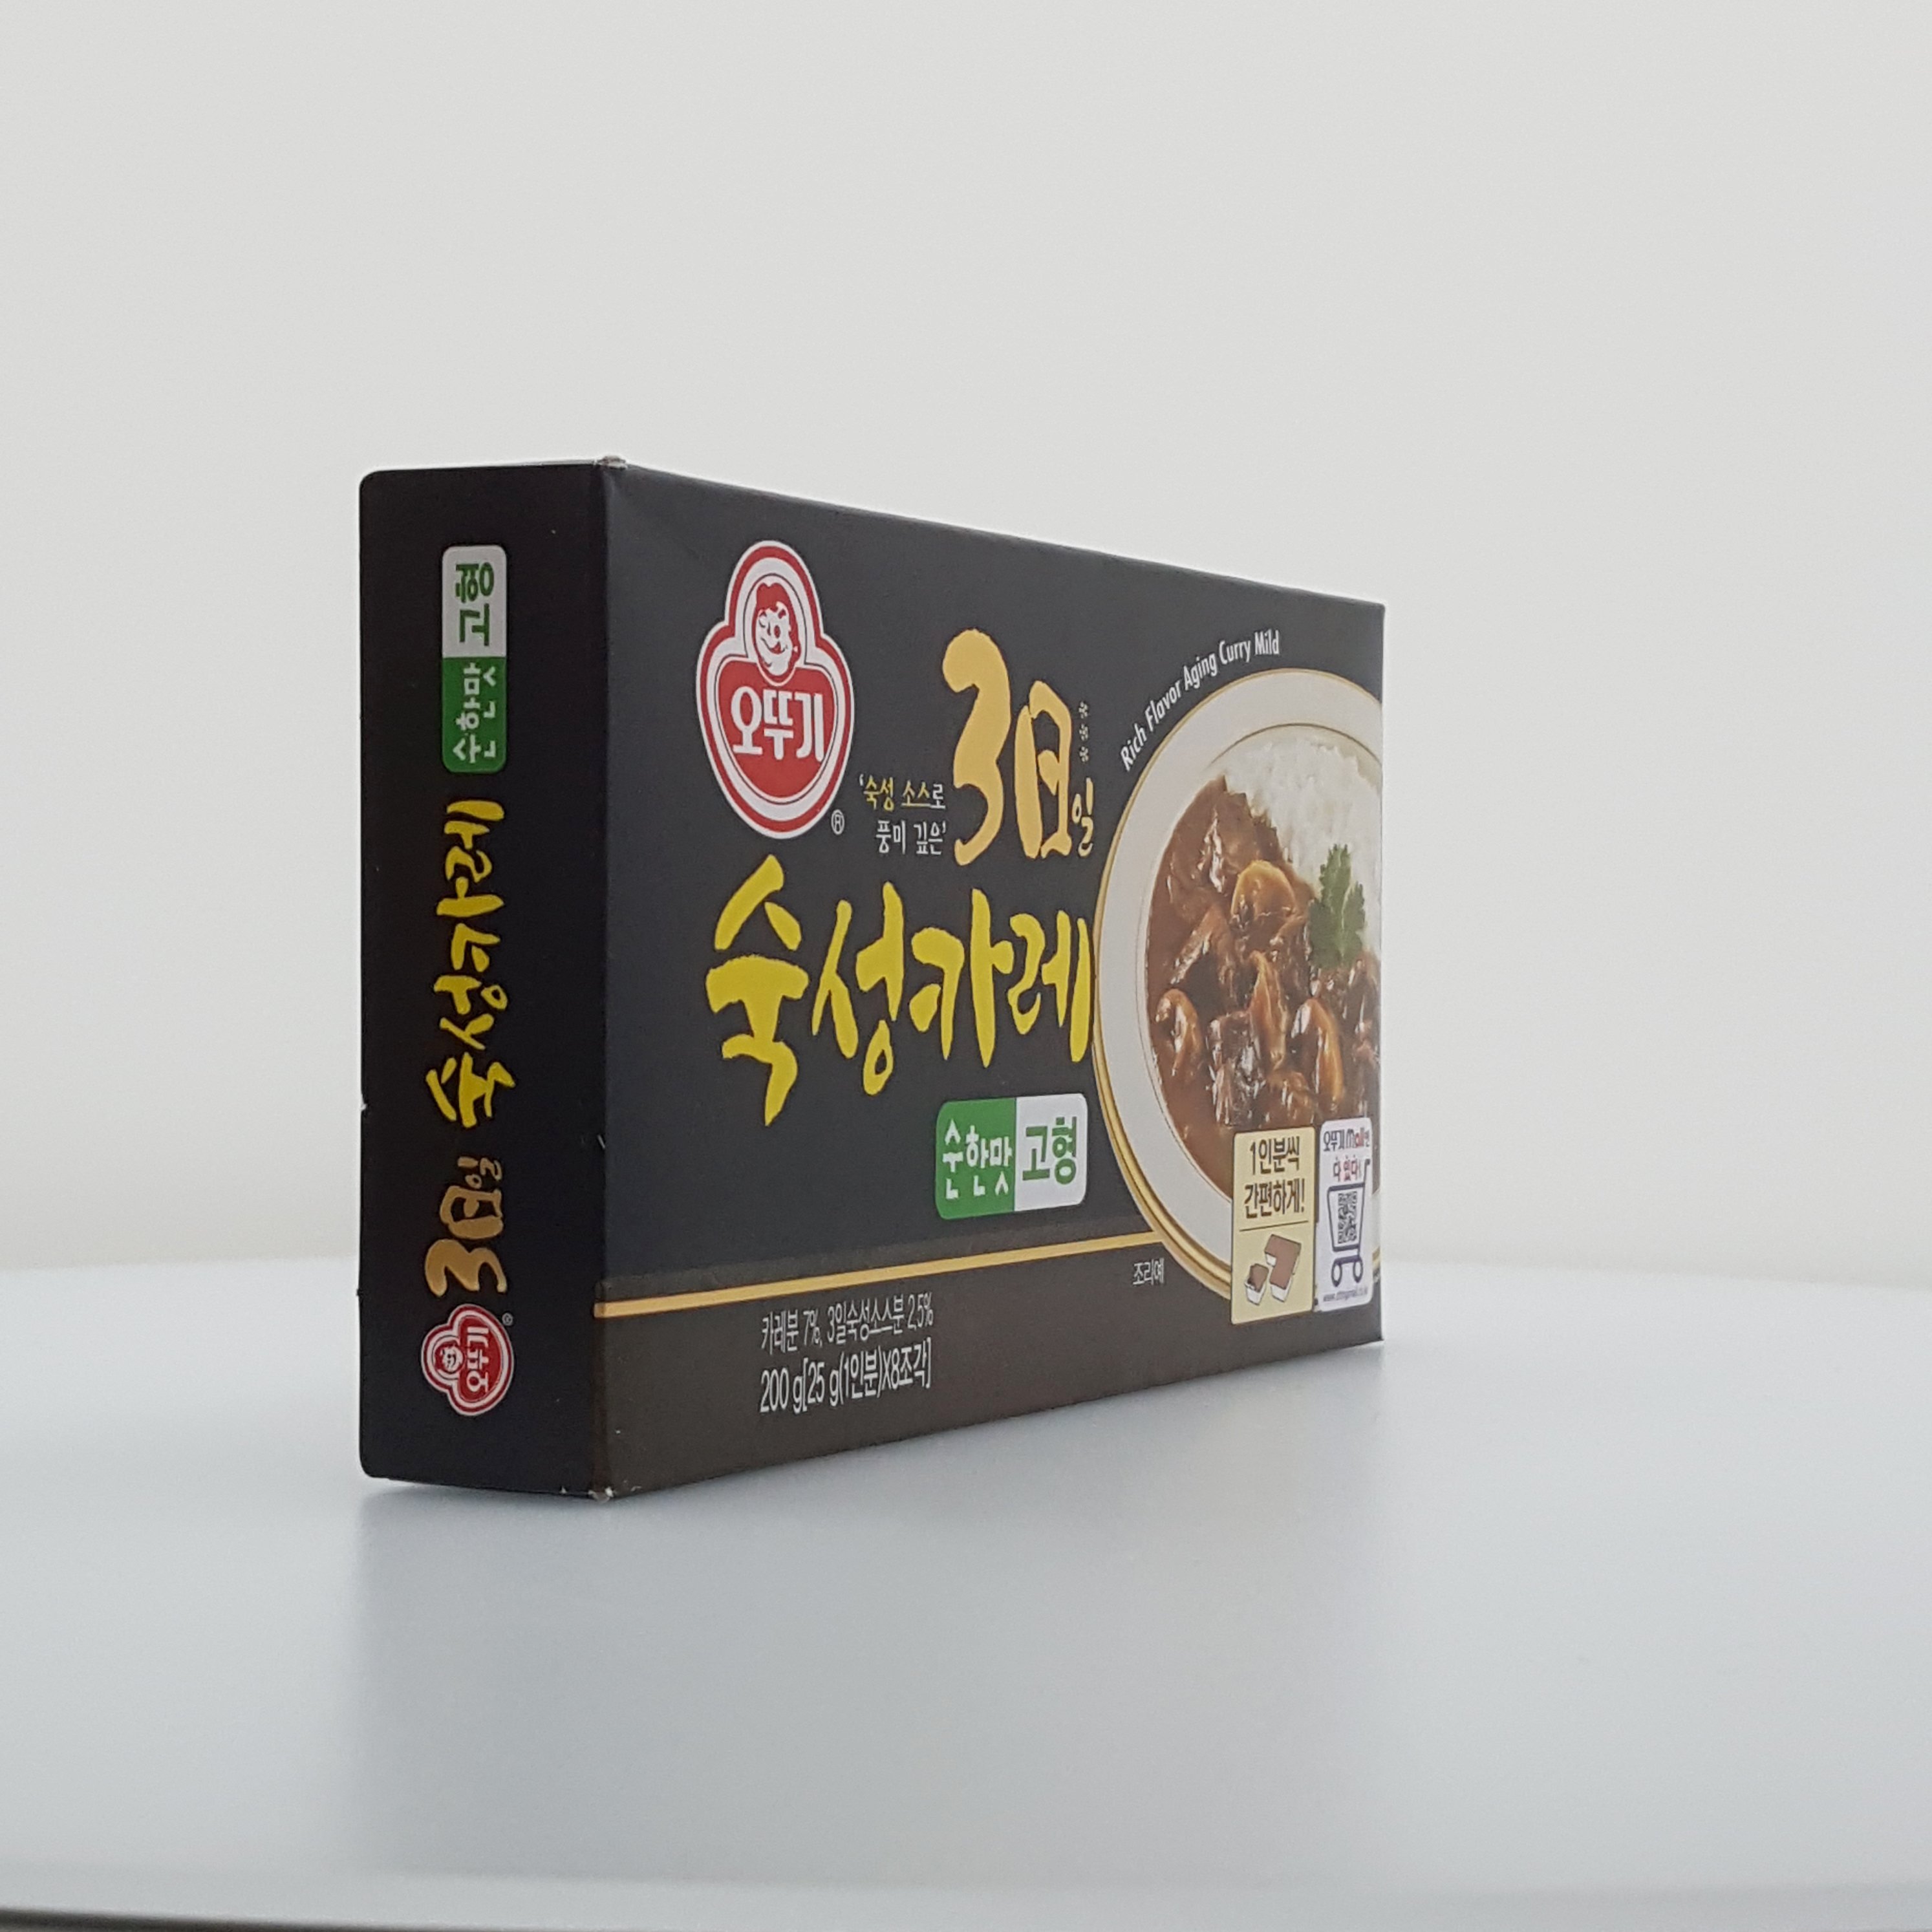 고형
순한맛
숙성카레
3日일
오뚜기
®
오뚜기
®
'숙성 소스로
풍미 깊은'
3日일
숙성카레
순한맛 고형
Rich Flavor Aging Curry Mild
1인분씩
간편하게!
오뚜기mall엔
다 있다!
조리예
카레분 7%, 3일숙성소스분 2.5%
200 g[25 g(1인분)X8조각]